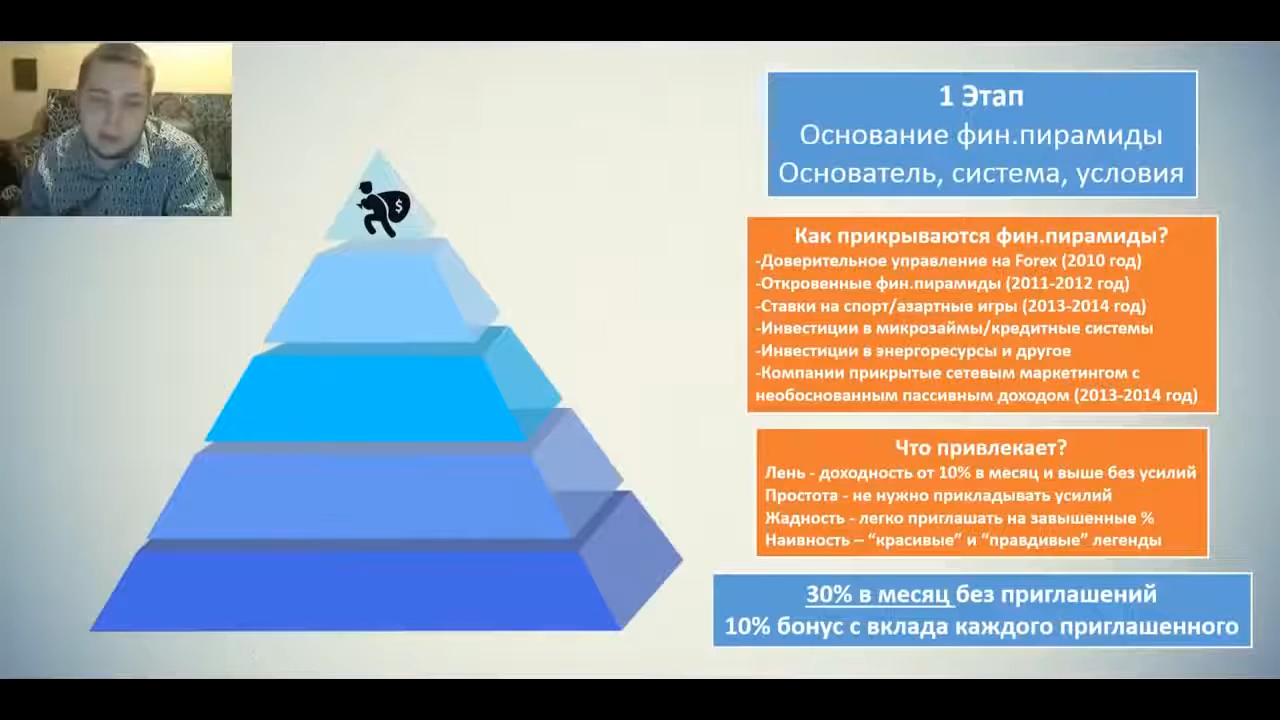 1 Этап
Основание фин.пирамиды
Основатель, система, условия
Как прикрываются фин.пирамиды?
-Доверительное управление на Forex (2010 год)
-Откровенные фин.пирамиды (2011-2012 год)
-Ставки на спорт/азартные игры (2013-2014 год)
-Инвестиции в микрозаймы/кредитные системы
-Инвестиции в энергоресурсы и другое
-Компании прикрытые сетевым маркетингом с
необоснованным пассивным доходом (2013-2014 год)
Что привлекает?
Лень - доходность от 10% в месяц и выше без усилий
Простота - не нужно прикладывать усилий
Жадность - легко приглашать на завышенные %
Наивность – “красивые” и “правдивые” легенды
30% в месяц без приглашений
10% бонус с вклада каждого приглашенного
$